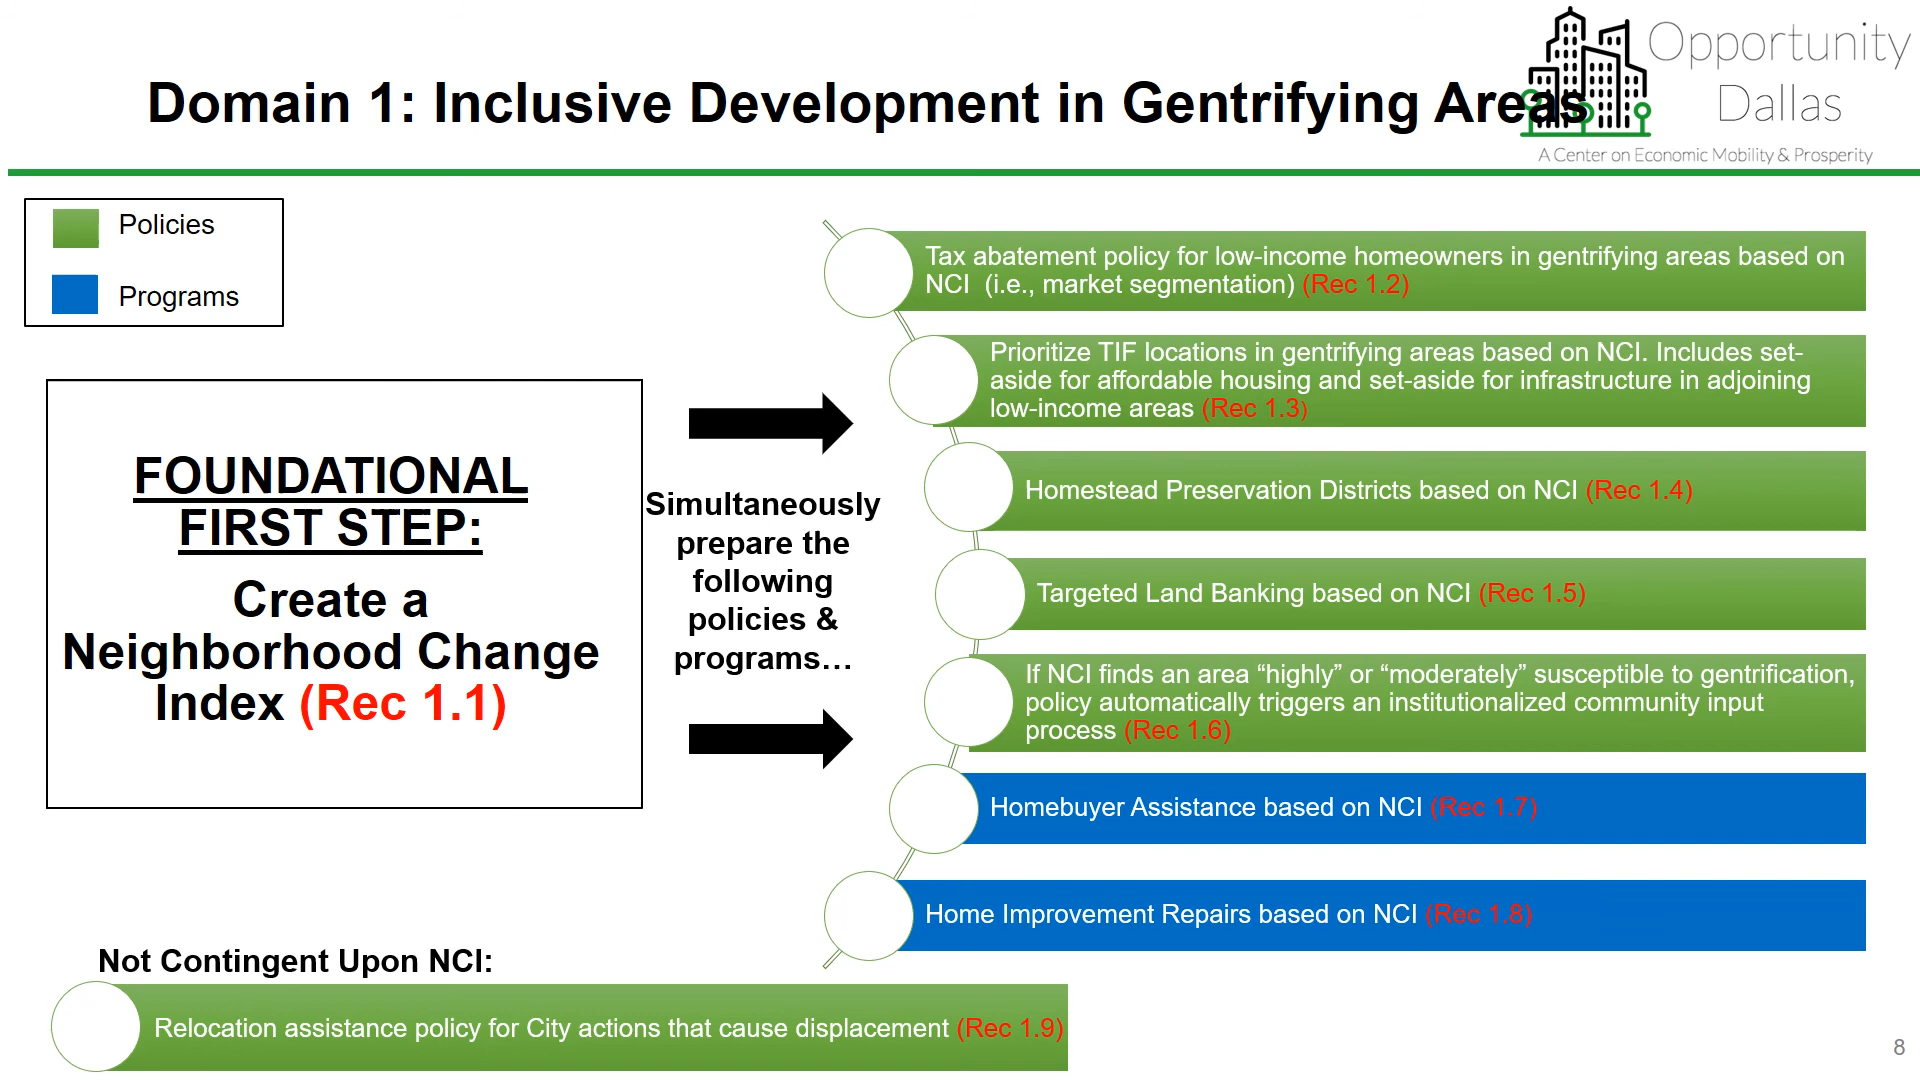 Opportunity
Dallas
A Center on Economic Mobility & Prosperity
Domain 1: Inclusive Development in Gentrifying Areas
Policies
Programs
FOUNDATIONAL
FIRST STEP:
Create a
Neighborhood Change
Index (Rec 1.1)
Simultaneously
prepare the
following
policies &
programs…
Tax abatement policy for low-income homeowners in gentrifying areas based on
NCI  (i.e., market segmentation) (Rec 1.2)
Prioritize TIF locations in gentrifying areas based on NCI. Includes set-
aside for affordable housing and set-aside for infrastructure in adjoining
low-income areas (Rec 1.3)
Homestead Preservation Districts based on NCI (Rec 1.4)
Targeted Land Banking based on NCI (Rec 1.5)
If NCI finds an area “highly” or “moderately” susceptible to gentrification,
policy automatically triggers an institutionalized community input
process (Rec 1.6)
Homebuyer Assistance based on NCI (Rec 1.7)
Home Improvement Repairs based on NCI (Rec 1.8)
Not Contingent Upon NCI:
Relocation assistance policy for City actions that cause displacement (Rec 1.9)
8